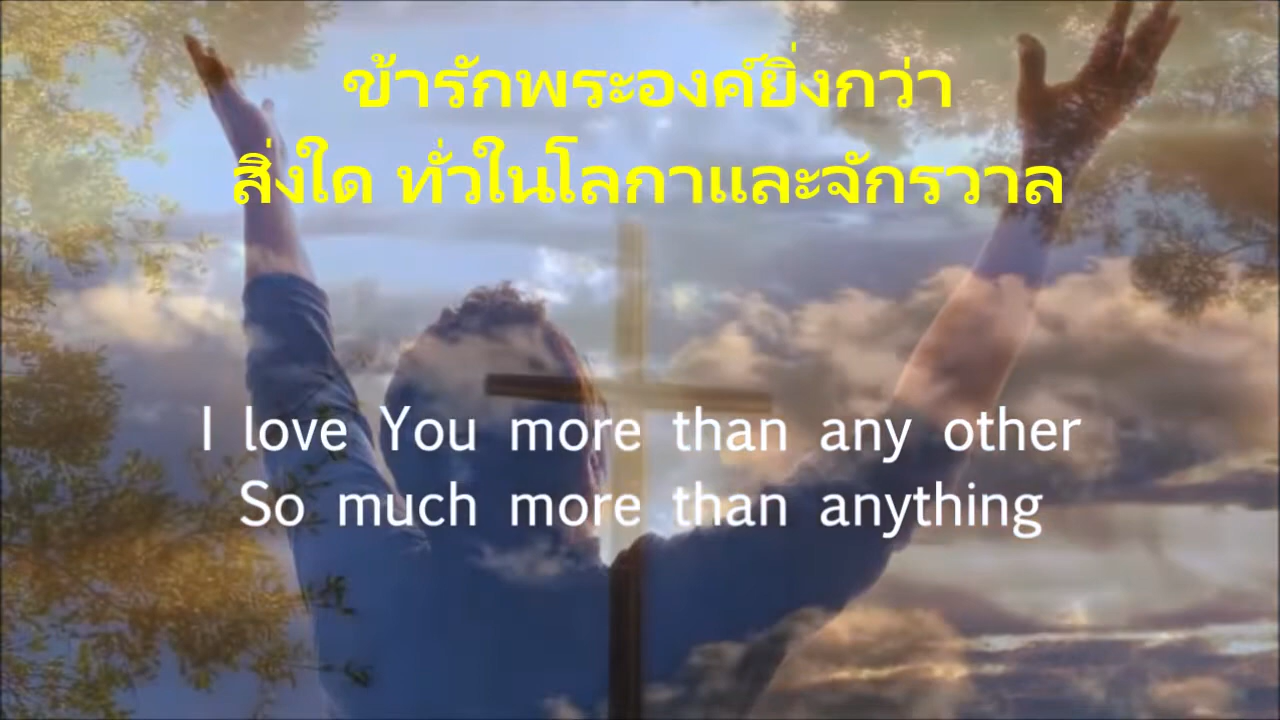 ข้ารักพระองค์ยิ่งกว่า
สิ่งใด ทั่วในโลกาและจักรวาล
I love You more than any other
So much more than anything